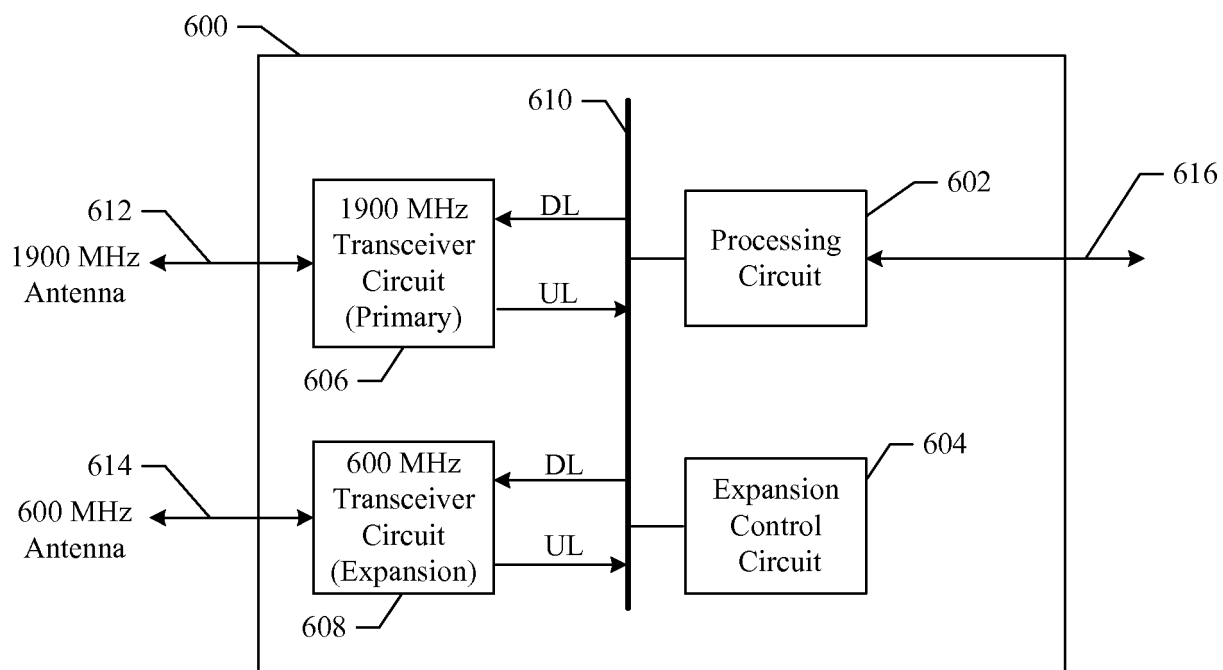 600
610
602
616
612
1900 MHz
Antenna
1900 MHz
Transceiver
Circuit
(Primary)
DL
UL
Processing
Circuit
606
614
600 MHz
Antenna
600 MHz
Transceiver
Circuit
(Expansion)
DL
UL
604
Expansion
Control
Circuit
608